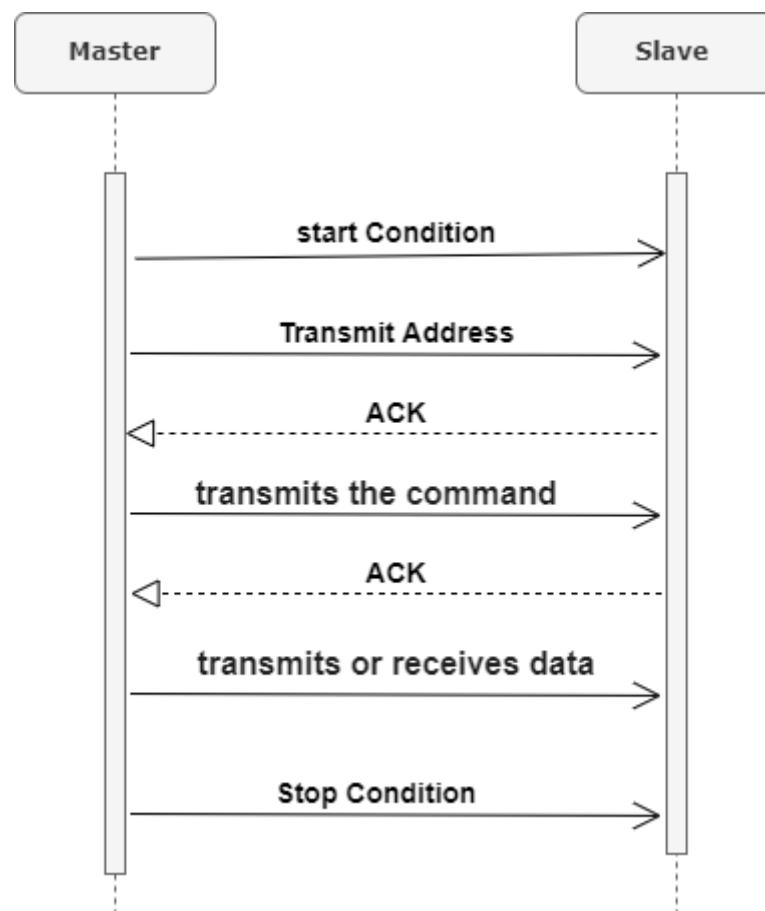 Master
Slave
start Condition
Transmit Address
ACK
transmits the command
ACK
transmits or receives data
Stop Condition